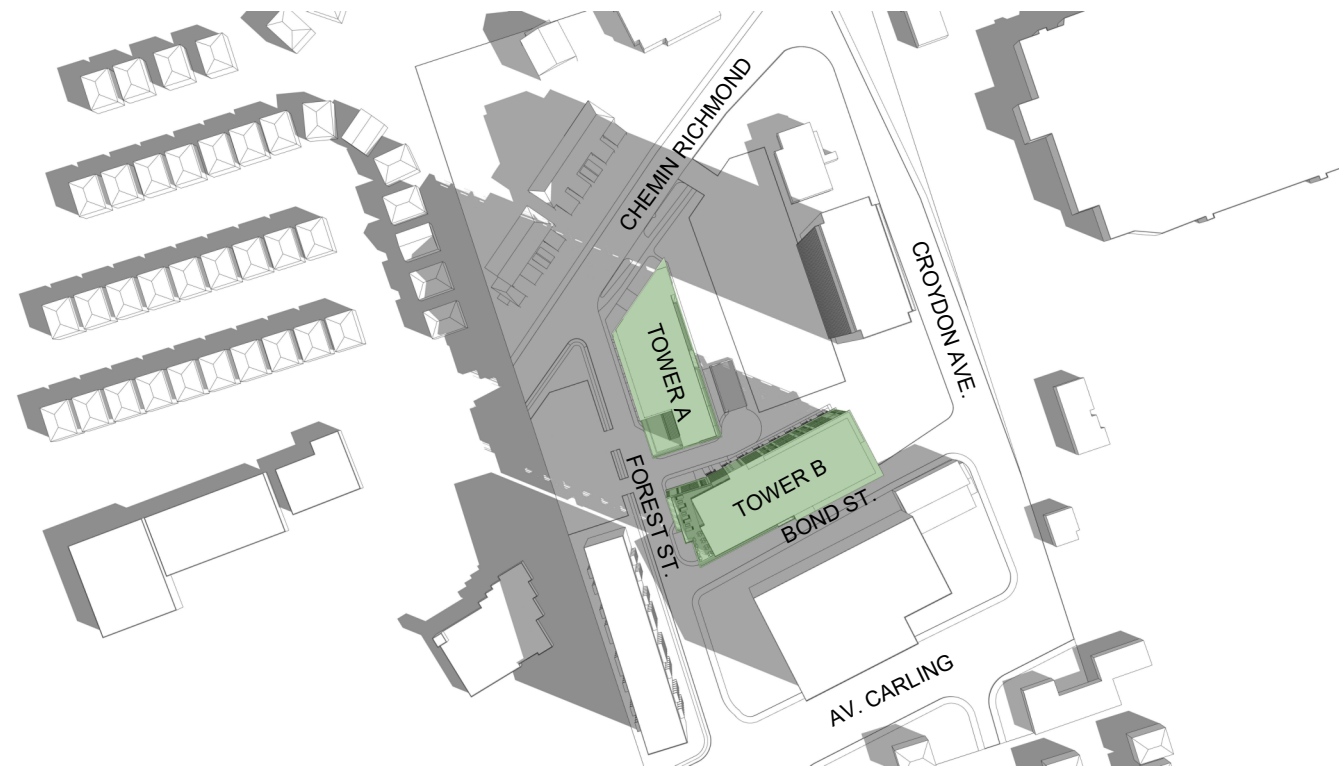 CHEMIN RICHMOND
CROYDON AVE.
TOWER A
TOWER B
FOREST ST.
BOND ST.
AV. CARLING